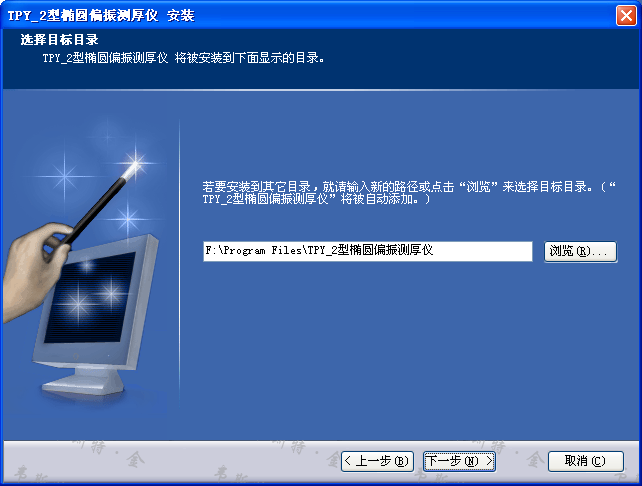 TPY_2型椭圆偏振测厚仪 安装
选择目标目录
TPY_2型椭圆偏振测厚仪 将被安装到下面显示的目录。
若要安装到其它目录，就请输入新的路径或点击“浏览”来选择目标目录。(“
TPY_2型椭圆偏振测厚仪”将被自动添加。)
F:\Program Files\TPY_2型椭圆偏振测厚仪
浏览(R)...
< 上一步(B)
下一步(N) >
取消(C)